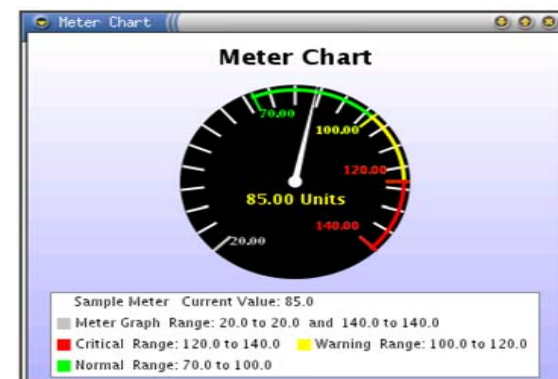 Meter Chart
Meter Chart
70.00
100.00
120.00
85.00 Units
140.00
20.00
Sample Meter Current Value: 85.0
Meter Graph Range: 20.0 to 20.0 and 140.0 to 140.0
Critical Range: 120.0 to 140.0 Warning Range: 100.0 to 120.0
Normal Range: 70.0 to 100.0